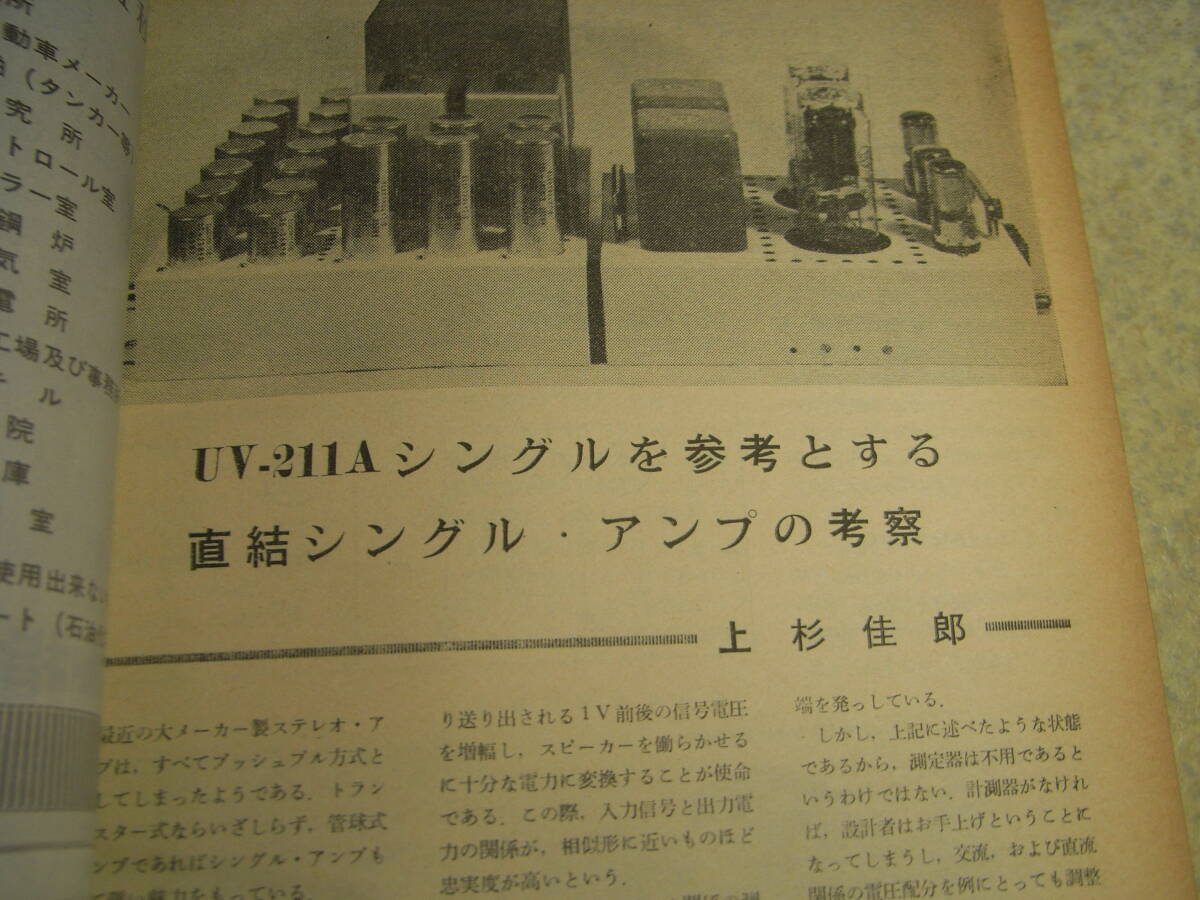 所
動車メーカー
（タンカー等）
究所
トロール室
ラー室
鋼炉
気室
電所
工場及び事務
ル
院
庫
室
使用出来ない
ート（石油
UV-211Aシングルを参考とする
直結シングル・アンプの考察
上杉佳郎
最近の大メーカー製ステレオ・ア
プは，すべてプッシュプル方式と
してしまったようである．トラン
スター式ならいざしらず，管球式
ンプであればシングル・アンプも
魅力をもっている．
り送り出される1V前後の信号電圧
を増幅し，スピーカーを働らかせる
に十分な電力に変換することが使命
である．この際，入力信号と出力電
力の関係が，相似形に近いものほど
忠実度が高いという．
端を発っしている．
しかし，上記に述べたような状態
であるから，測定器は不用であると
いうわけではない．計測器がなけれ
ば，設計者はお手上げということに
なってしまうし，交流，および直流
関係の電圧配分を例にとっても調整